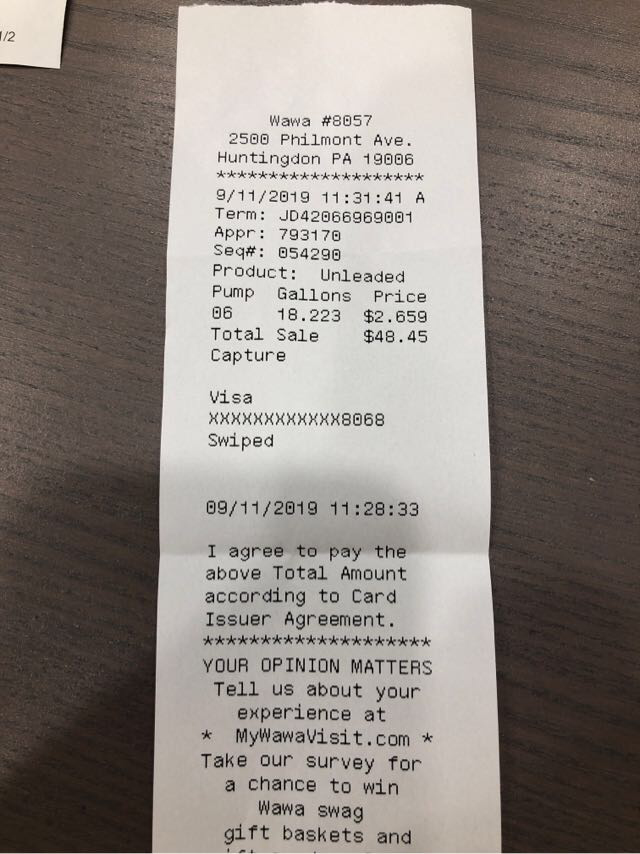 1/2
Wawa #8057
2500 Philmont Ave.
Huntingdon PA 19006
********************
9/11/2019 11:31:41 A
Term: JD42066969001
Appr: 793170
Seq#: 054290
Product:  Unleaded
Pump  Gallons  Price
06    18.223  $2.659
Total Sale    $48.45
Capture
Visa
XXXXXXXXXXXX8068
Swiped
09/11/2019 11:28:33
I agree to pay the
above Total Amount
according to Card
Issuer Agreement.
*********************
YOUR OPINION MATTERS
Tell us about your
experience at
*  MyWawaVisit.com *
Take our survey for
a chance to win
Wawa swag
gift baskets and